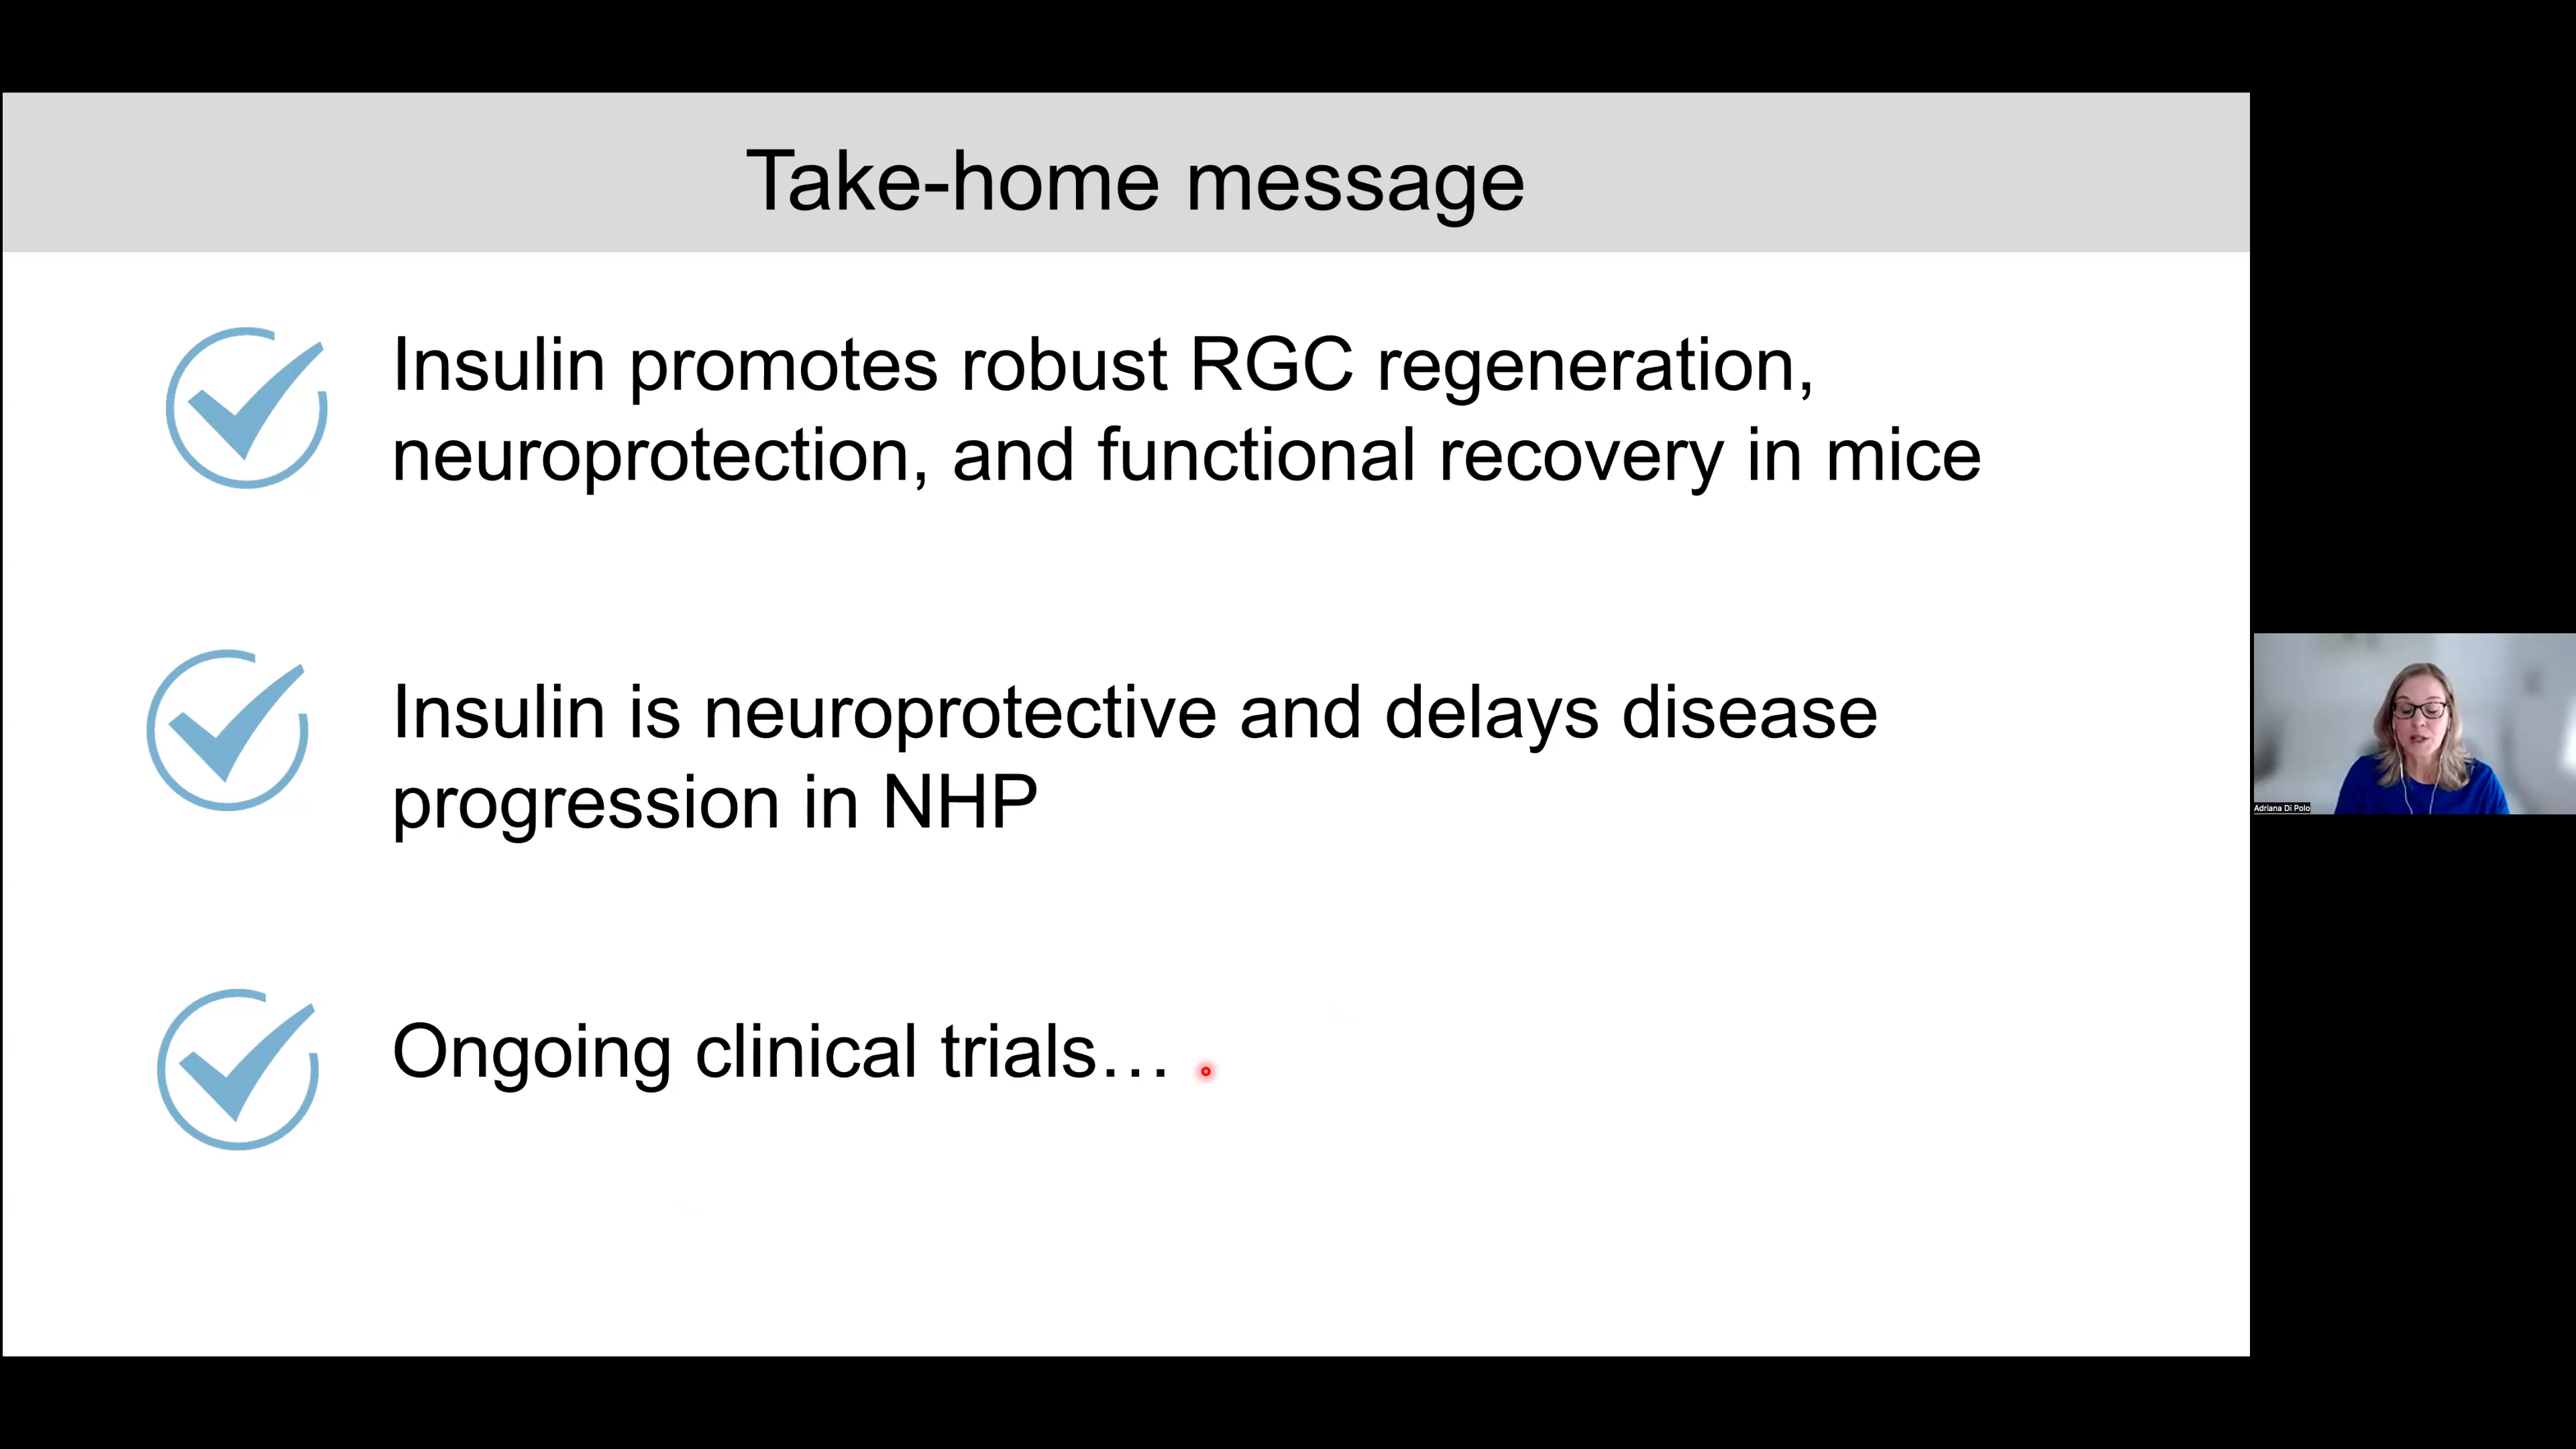 Take-home message
Insulin promotes robust RGC regeneration,
neuroprotection, and functional recovery in mice
Insulin is neuroprotective and delays disease
progression in NHP
Ongoing clinical trials…
Adriana Di Polo